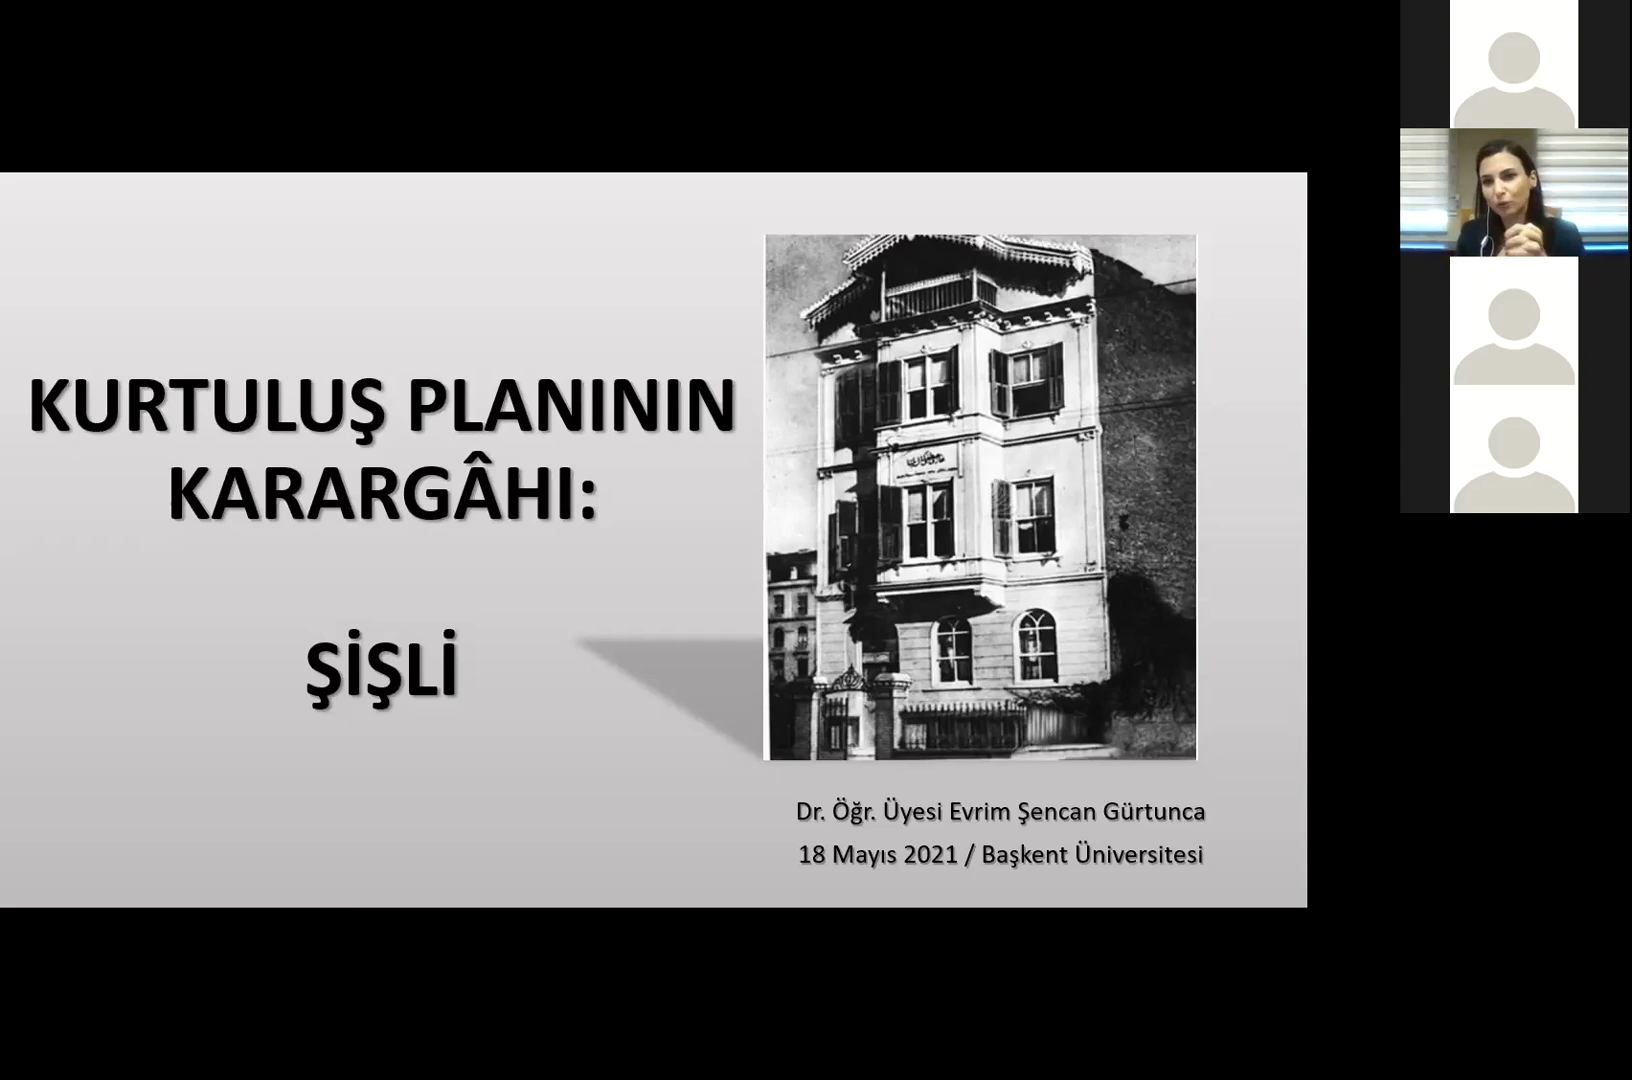 KURTULUŞ PLANININ
KARARGÂHI:
ŞİŞLİ
Dr. Öğr. Üyesi Evrim Şencan Gürtunca
18 Mayıs 2021 / Başkent Üniversitesi